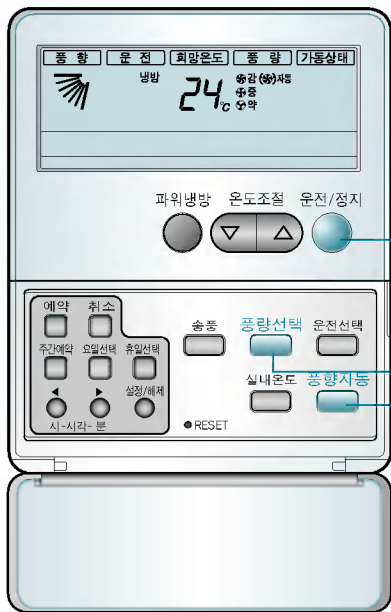 풍 향 운 전 희망온도 풍 량 가동상태
냉방 24℃ 강 자동
중
약
파워냉방 온도조절 운전/정지
▽ △
예약 취소
송풍 풍량선택 운전선택
주간예약 요일선택 휴일선택
실내온도 풍향자동
◀ ▶ 설정/해제
시-시각-분
RESET